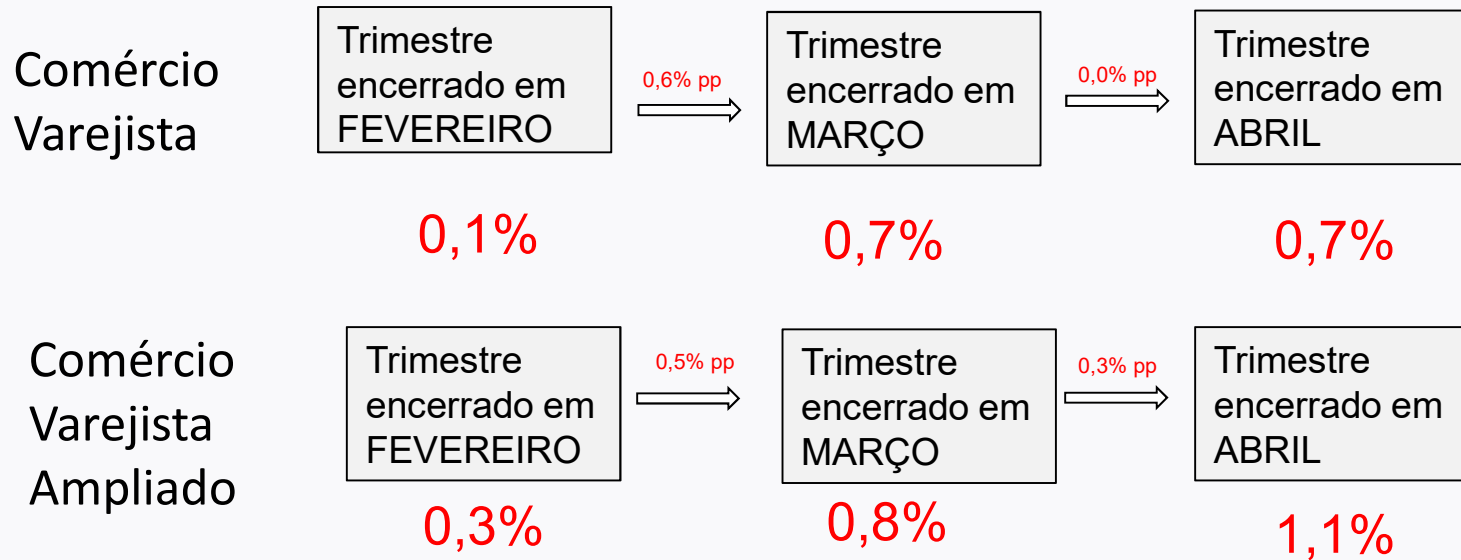 Comércio
Varejista
Trimestre
encerrado em
FEVEREIRO
0,6% pp
Trimestre
encerrado em
MARÇO
0,0% pp
Trimestre
encerrado em
ABRIL
0,1%
0,7%
0,7%
Comércio
Varejista
Ampliado
Trimestre
encerrado em
FEVEREIRO
0,5% pp
Trimestre
encerrado em
MARÇO
0,3% pp
Trimestre
encerrado em
ABRIL
0,3%
0,8%
1,1%